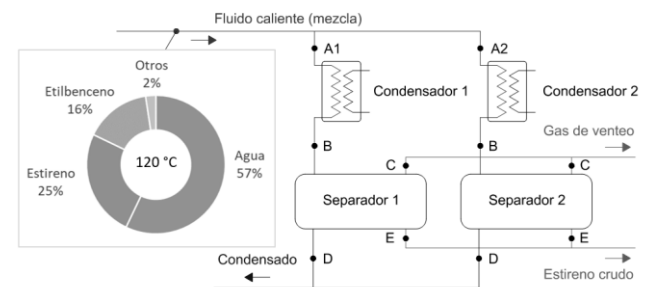 Fluido caliente (mezcla)
A1
A2
Otros
2%
Etilbenceno
16%
Estireno
25%
120 °C
Agua
57%
Condensador 1
Condensador 2
Gas de venteo
B
B
C
C
Separador 1
Separador 2
E
E
Condensado
D
D
Estireno crudo